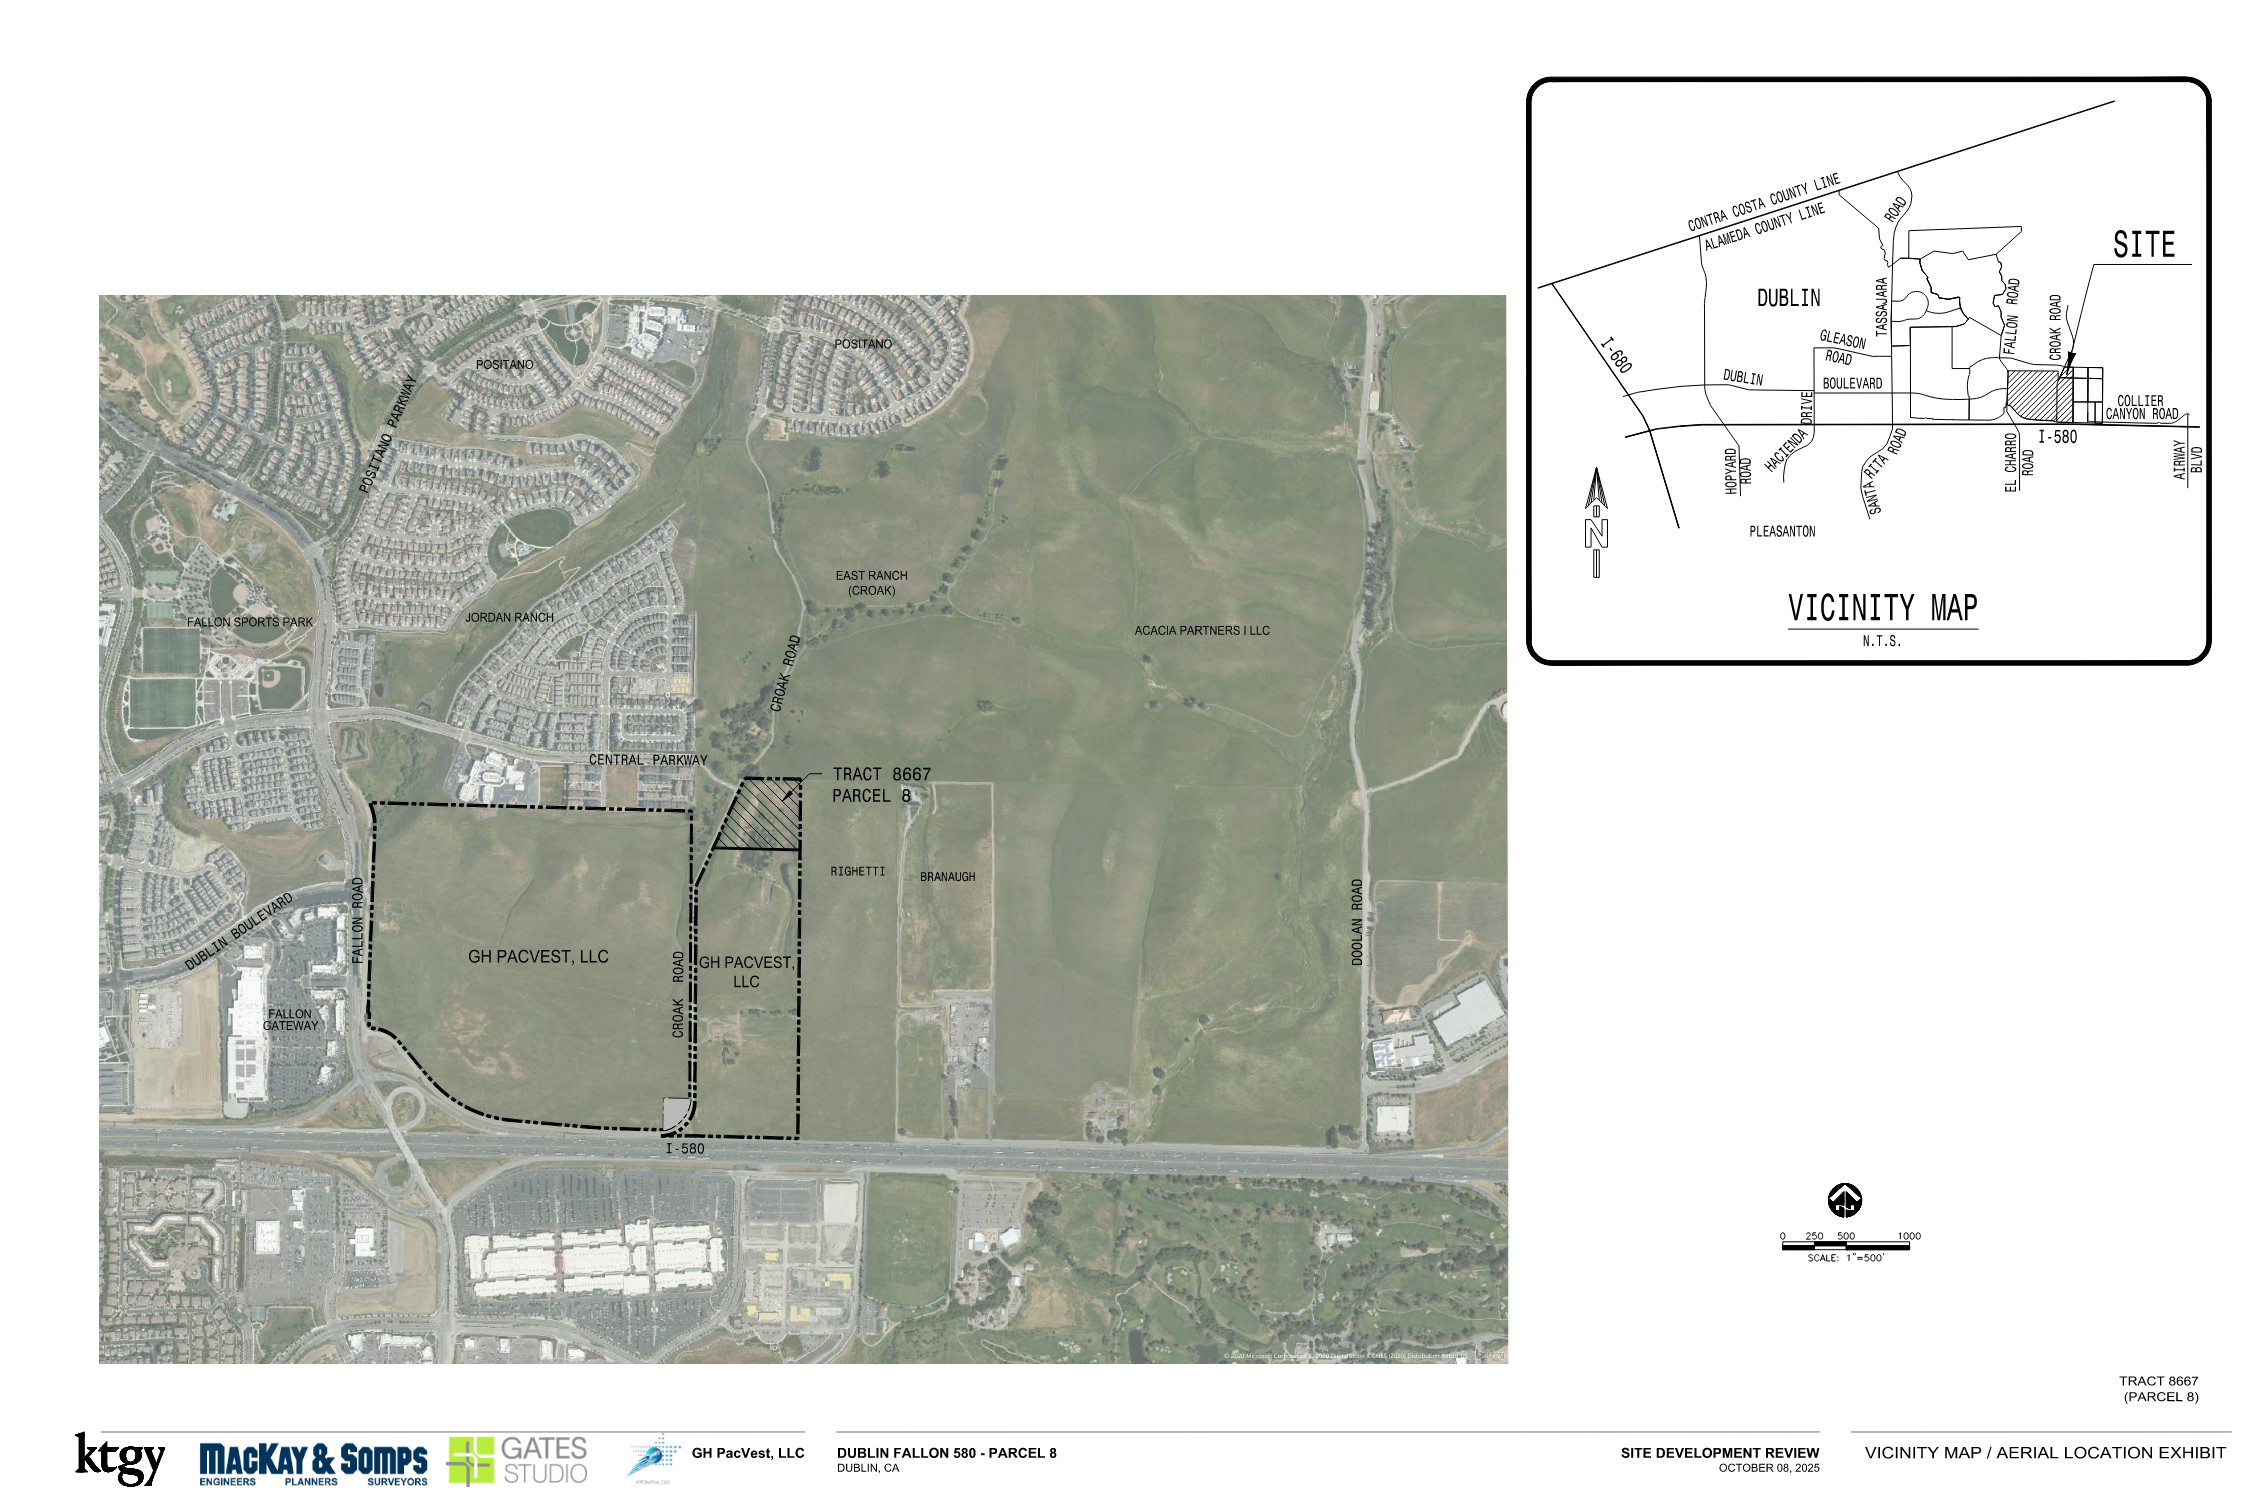 CONTRA COSTA COUNTY LINE
ALAMEDA COUNTY LINE
ROAD
SITE
DUBLIN
TASSAJARA
FALLON ROAD
CROAK ROAD
I-680
GLEASON
ROAD
DUBLIN
BOULEVARD
COLLIER
CANYON ROAD
HACIENDA DRIVE
I-580
HOPYARD
ROAD
SANTA RITA ROAD
EL CHARRO
ROAD
AIRWAY
BLVD
N
PLEASANTON
VICINITY MAP
N.T.S.
POSITANO
POSITANO
POSITANO PARKWAY
EAST RANCH
(CROAK)
JORDAN RANCH
FALLON SPORTS PARK
ACACIA PARTNERS I LLC
CROAK ROAD
CENTRAL PARKWAY
TRACT 8667
PARCEL 8
RIGHETTI
BRANAUGH
FALLON ROAD
DUBLIN BOULEVARD
DOOLAN ROAD
GH PACVEST, LLC
CROAK ROAD
GH PACVEST,
LLC
FALLON
GATEWAY
I-580
0 250 500 1000
SCALE: 1"=500'
TRACT 8667
(PARCEL 8)
ktgy
MACKAY & SOMPS
ENGINEERS PLANNERS SURVEYORS
GATES
STUDIO
GH PacVest, LLC
DUBLIN FALLON 580 - PARCEL 8
DUBLIN, CA
SITE DEVELOPMENT REVIEW
OCTOBER 08, 2025
VICINITY MAP / AERIAL LOCATION EXHIBIT